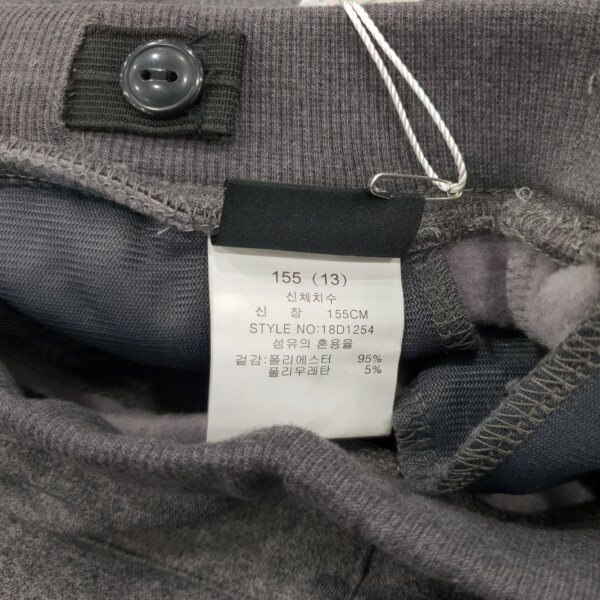 155 (13)
신체치수
신 장 155CM
STYLE NO:18D1254
섬유의 혼용율
겉감:폴리에스터 95%
폴리우레탄 5%